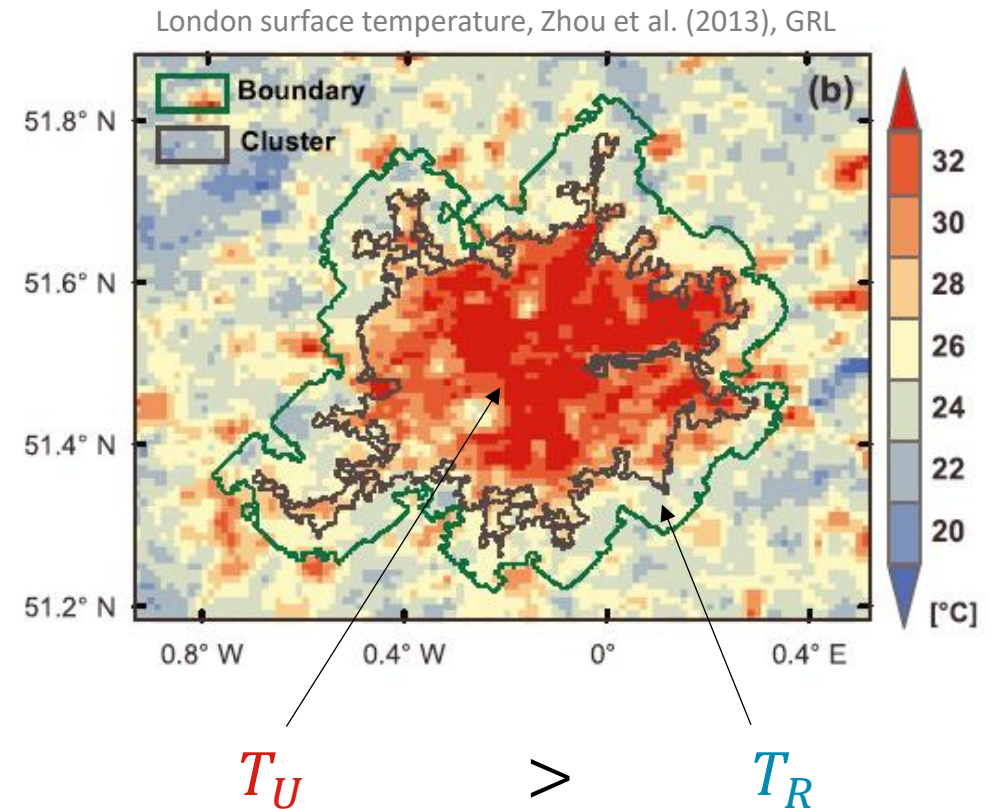 London surface temperature, Zhou et al. (2013), GRL
Boundary
(b)
Cluster
51.8° N
51.6° N
51.4° N
51.2° N
32
30
28
26
24
22
20
[°C]
0.8° W 0.4° W 0° 0.4° E
T_U > T_R